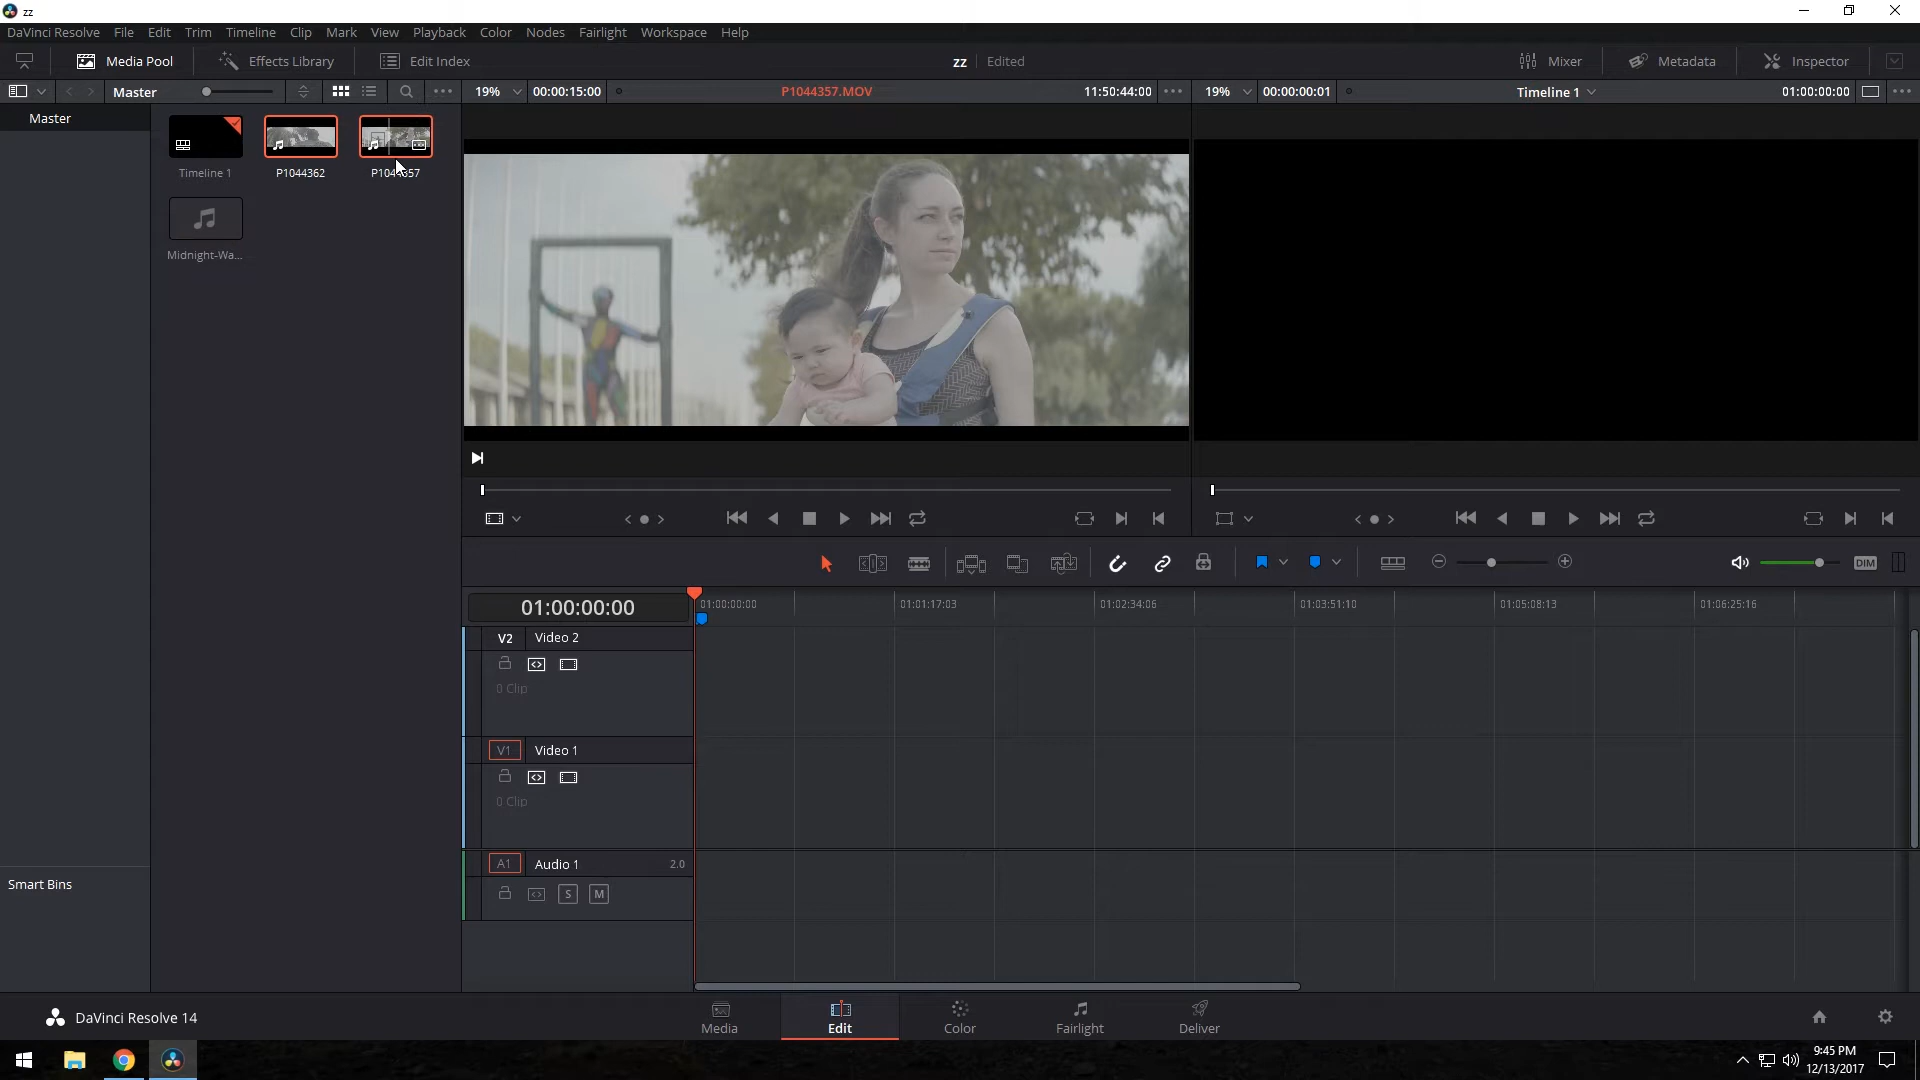 zz
DaVinci Resolve File Edit Trim Timeline Clip Mark View Playback Color Nodes Fairlight Workspace Help
Media Pool Effects Library Edit Index zz Edited Mixer Metadata Inspector
Master 19% 00:00:15:00 P1044357.MOV 11:50:44:00 19% 00:00:00:01 Timeline 1 01:00:00:00
Master
Timeline 1 P1044362 P1044357
Midnight-Wa...
DIM
01:00:00:00 01:00:00:00 01:01:17:03 01:02:34:06 01:03:51:10 01:05:08:13 01:06:25:16
V2 Video 2
0 Clip
V1 Video 1
0 Clip
A1 Audio 1 2.0
S M
Smart Bins
DaVinci Resolve 14 Media Edit Color Fairlight Deliver
9:45 PM
12/13/2017